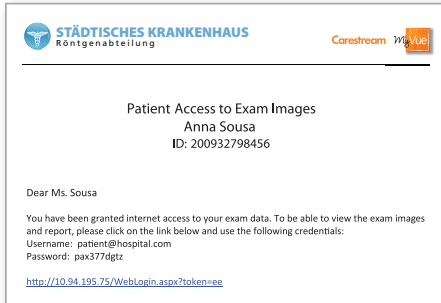 STÄDTISCHES KRANKENHAUS
Röntgenabteilung
Carestream MyVue
Patient Access to Exam Images
Anna Sousa
ID: 200932798456
Dear Ms. Sousa
You have been granted internet access to your exam data. To be able to view the exam images
and report, please click on the link below and use the following credentials:
Username: patient@hospital.com
Password: pax377dgtz
http://10.94.195.75/WebLogin.aspx?token=ee